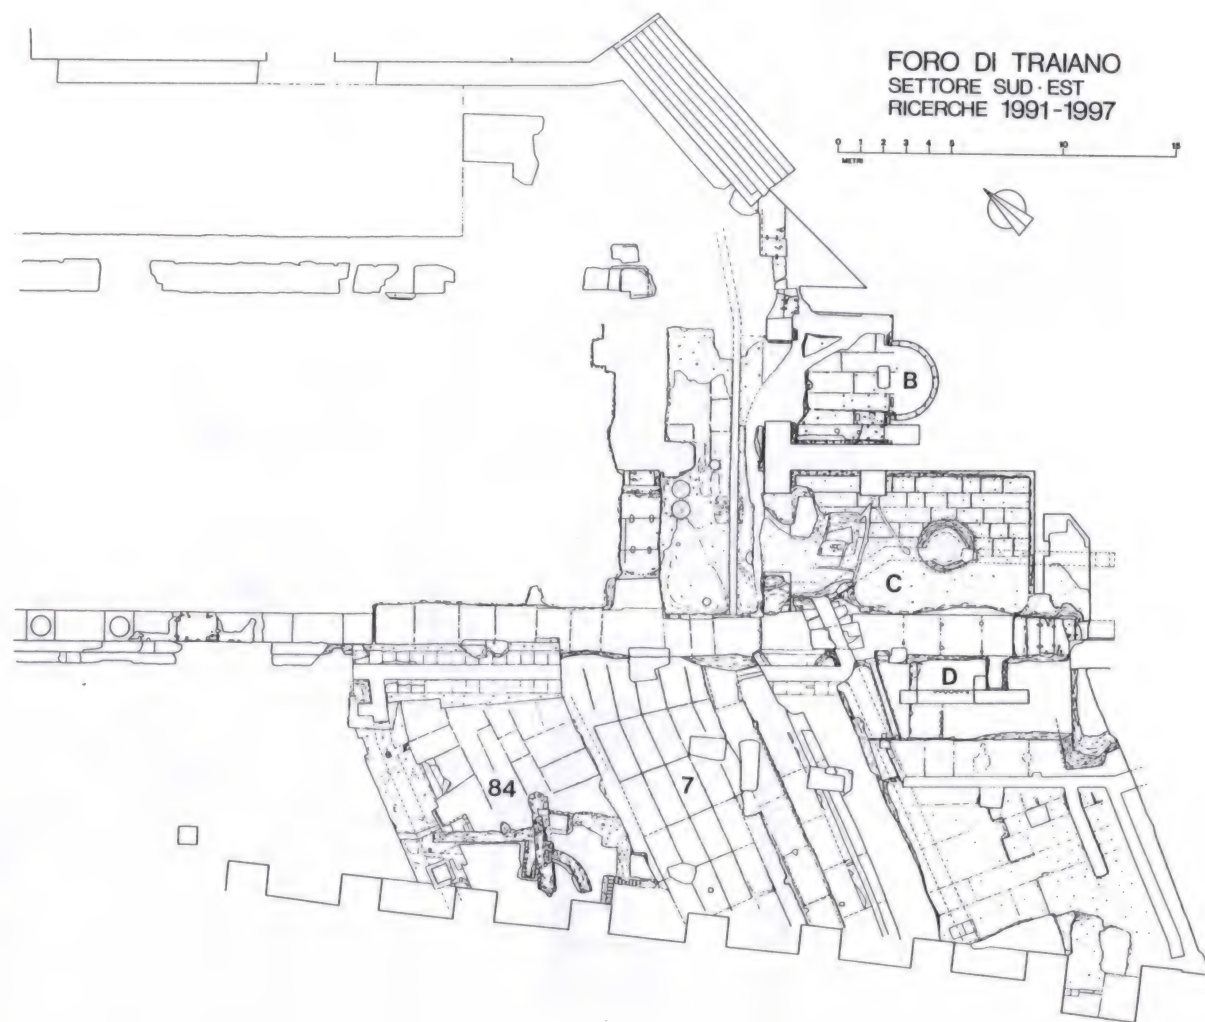 FORO DI TRAIANO
SETTORE SUD·EST
RICERCHE 1991-1997
0 1 2 3 4 5 10 15
METRI
B
C
D
84
7